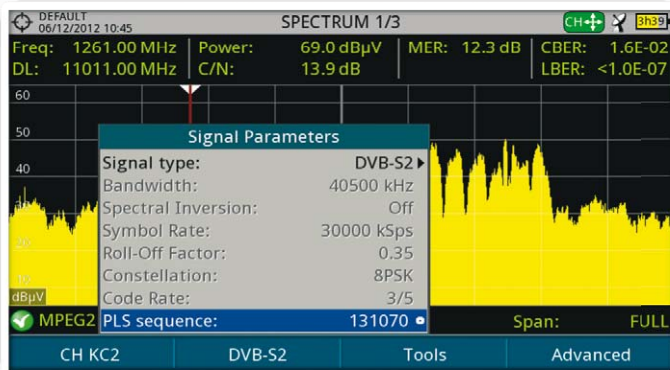 DEFAULT
06/12/2012 10:45
SPECTRUM 1/3
CH
3h39
Freq: 1261.00 MHz Power: 69.0 dBµV MER: 12.3 dB CBER: 1.6E-02
DL: 11011.00 MHz C/N: 13.9 dB LBER: <1.0E-07
60
50
40
30
Signal Parameters
Signal type: DVB-S2
Bandwidth: 40500 kHz
Spectral Inversion: Off
Symbol Rate: 30000 kSps
Roll-Off Factor: 0.35
Constellation: 8PSK
Code Rate: 3/5
PLS sequence: 131070
dBµV
MPEG2 Span: FULL
CH KC2 DVB-S2 Tools Advanced